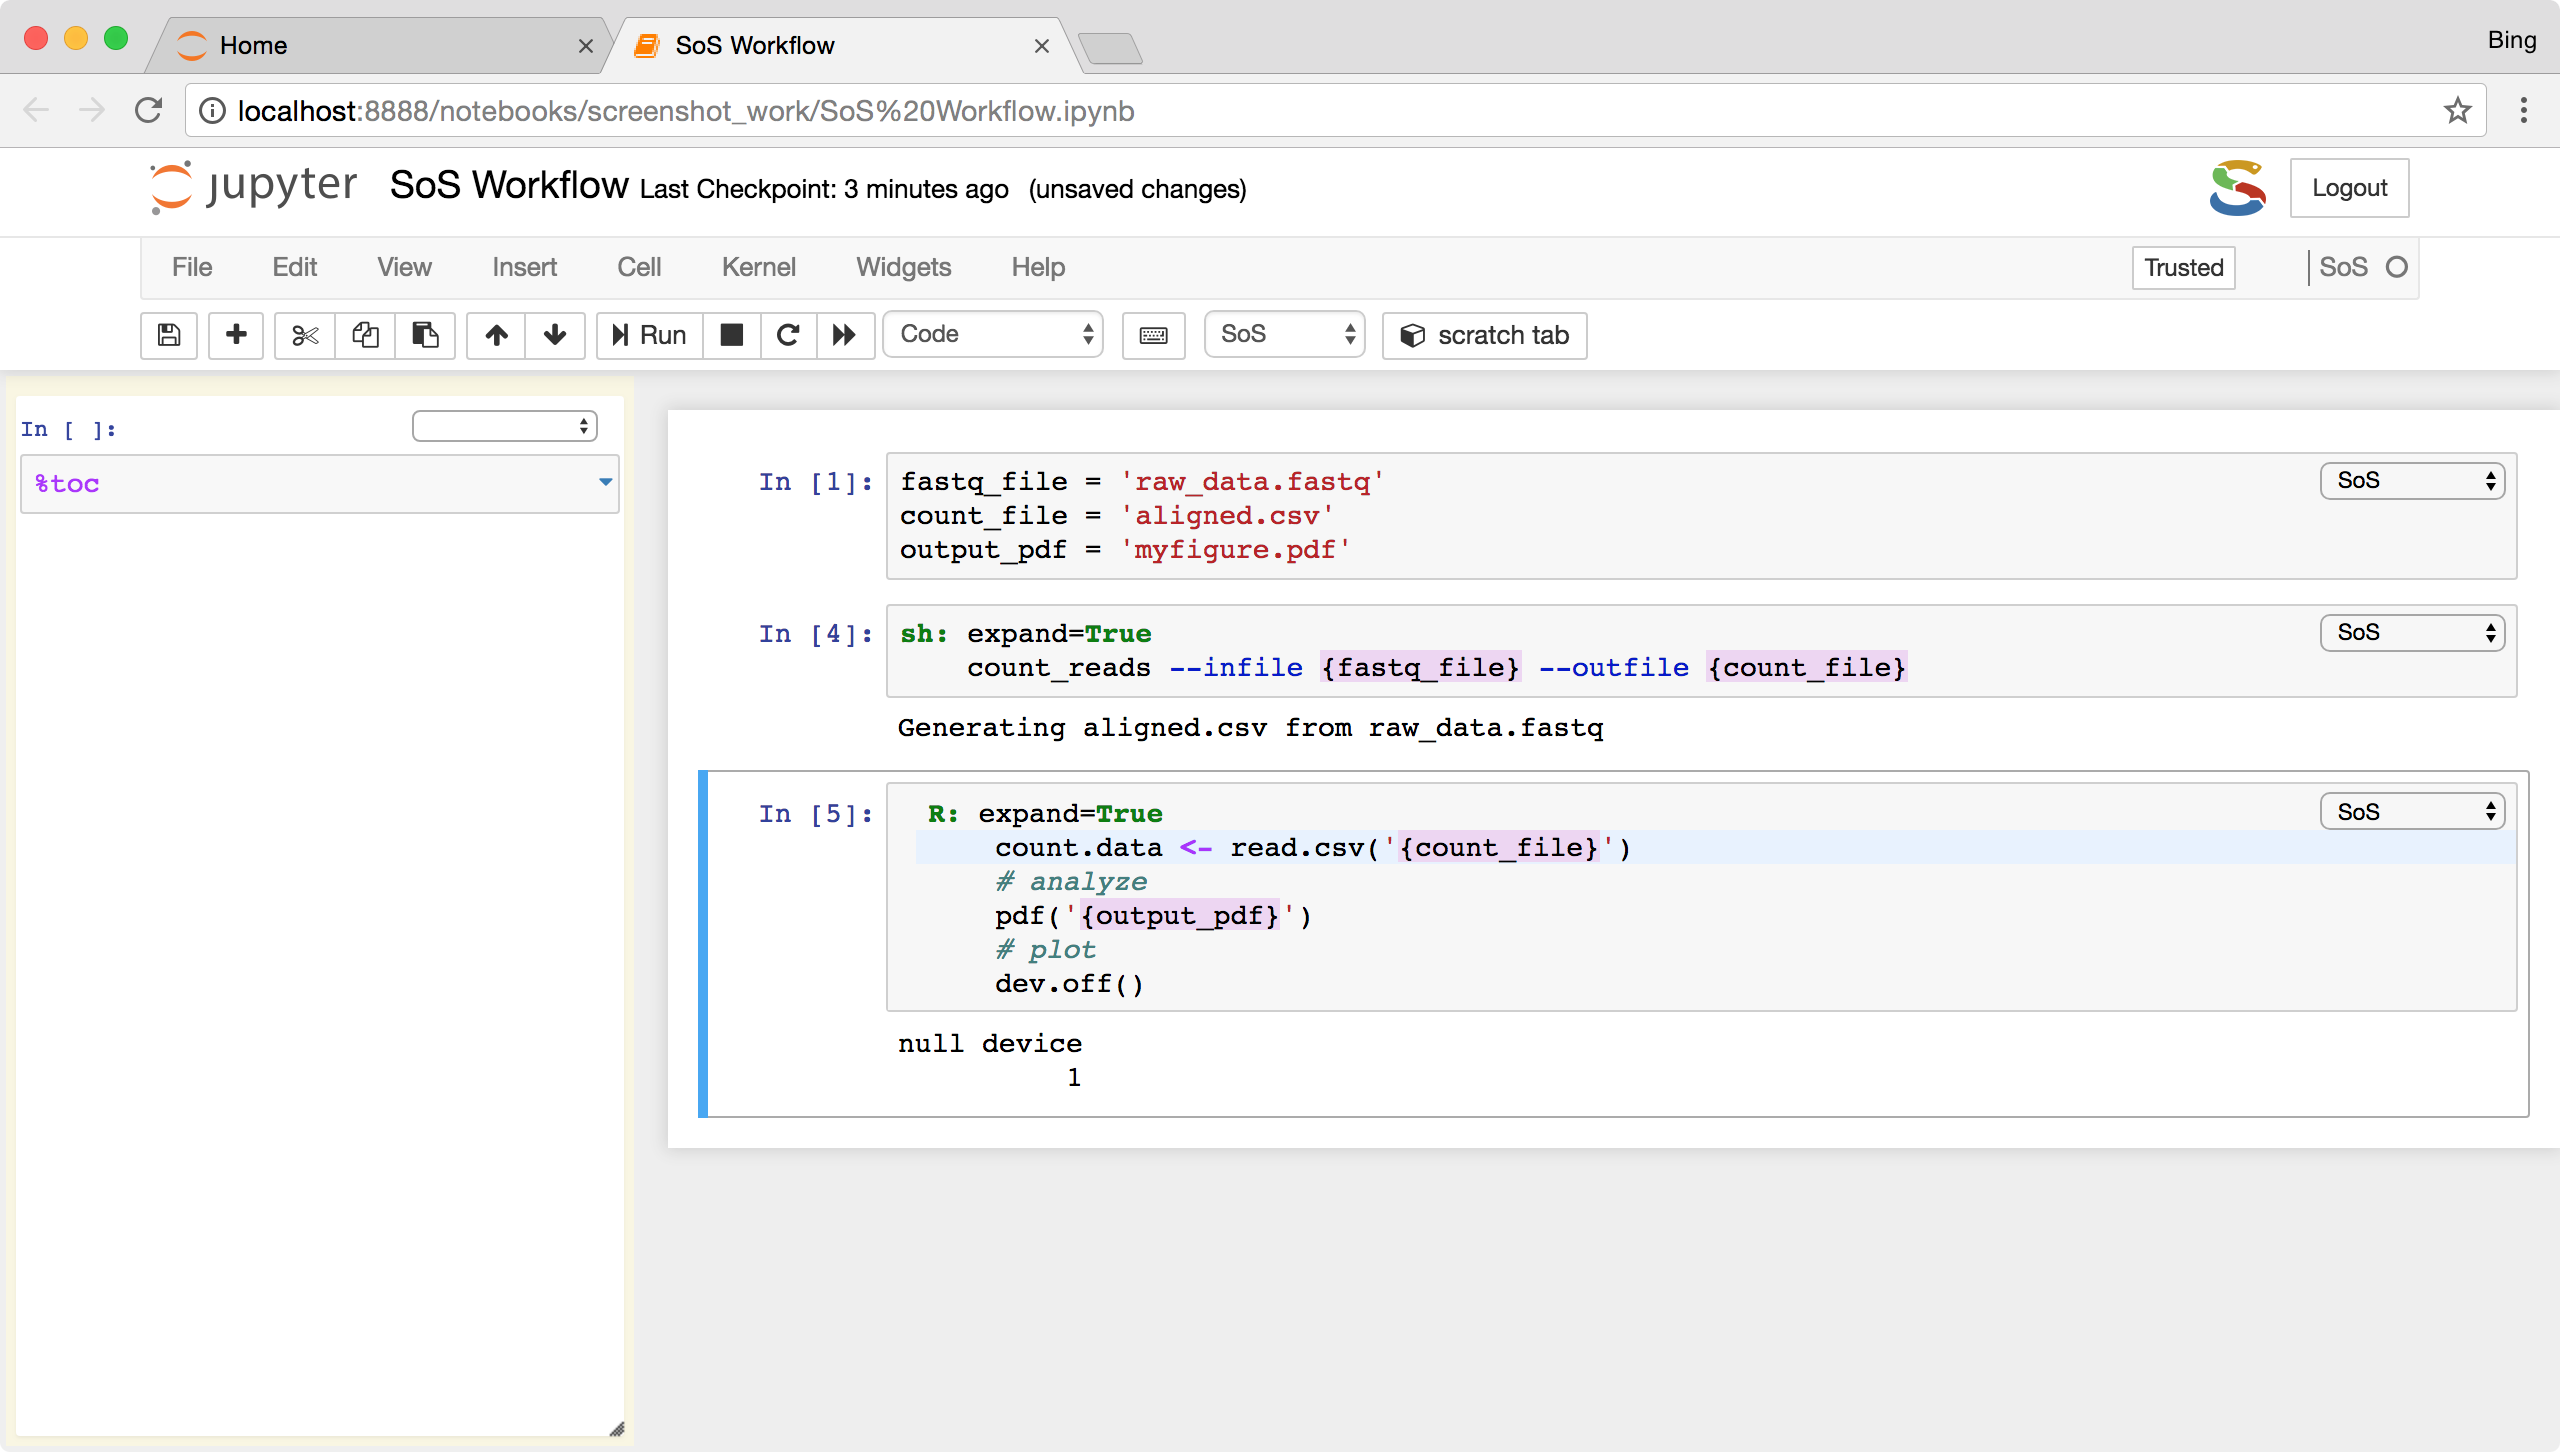 Home
SoS Workflow
Bing
localhost:8888/notebooks/screenshot_work/SoS%20Workflow.ipynb
jupyter SoS Workflow Last Checkpoint: 3 minutes ago (unsaved changes)
Logout
File Edit View Insert Cell Kernel Widgets Help
Trusted SoS
Run Code SoS scratch tab
In [ ]:
%toc
In [1]: fastq_file = 'raw_data.fastq' SoS
count_file = 'aligned.csv'
output_pdf = 'myfigure.pdf'
In [4]: sh: expand=True SoS
count_reads --infile {fastq_file} --outfile {count_file}
Generating aligned.csv from raw_data.fastq
In [5]: R: expand=True SoS
count.data <- read.csv('{count_file}')
# analyze
pdf('{output_pdf}')
# plot
dev.off()
null device
1